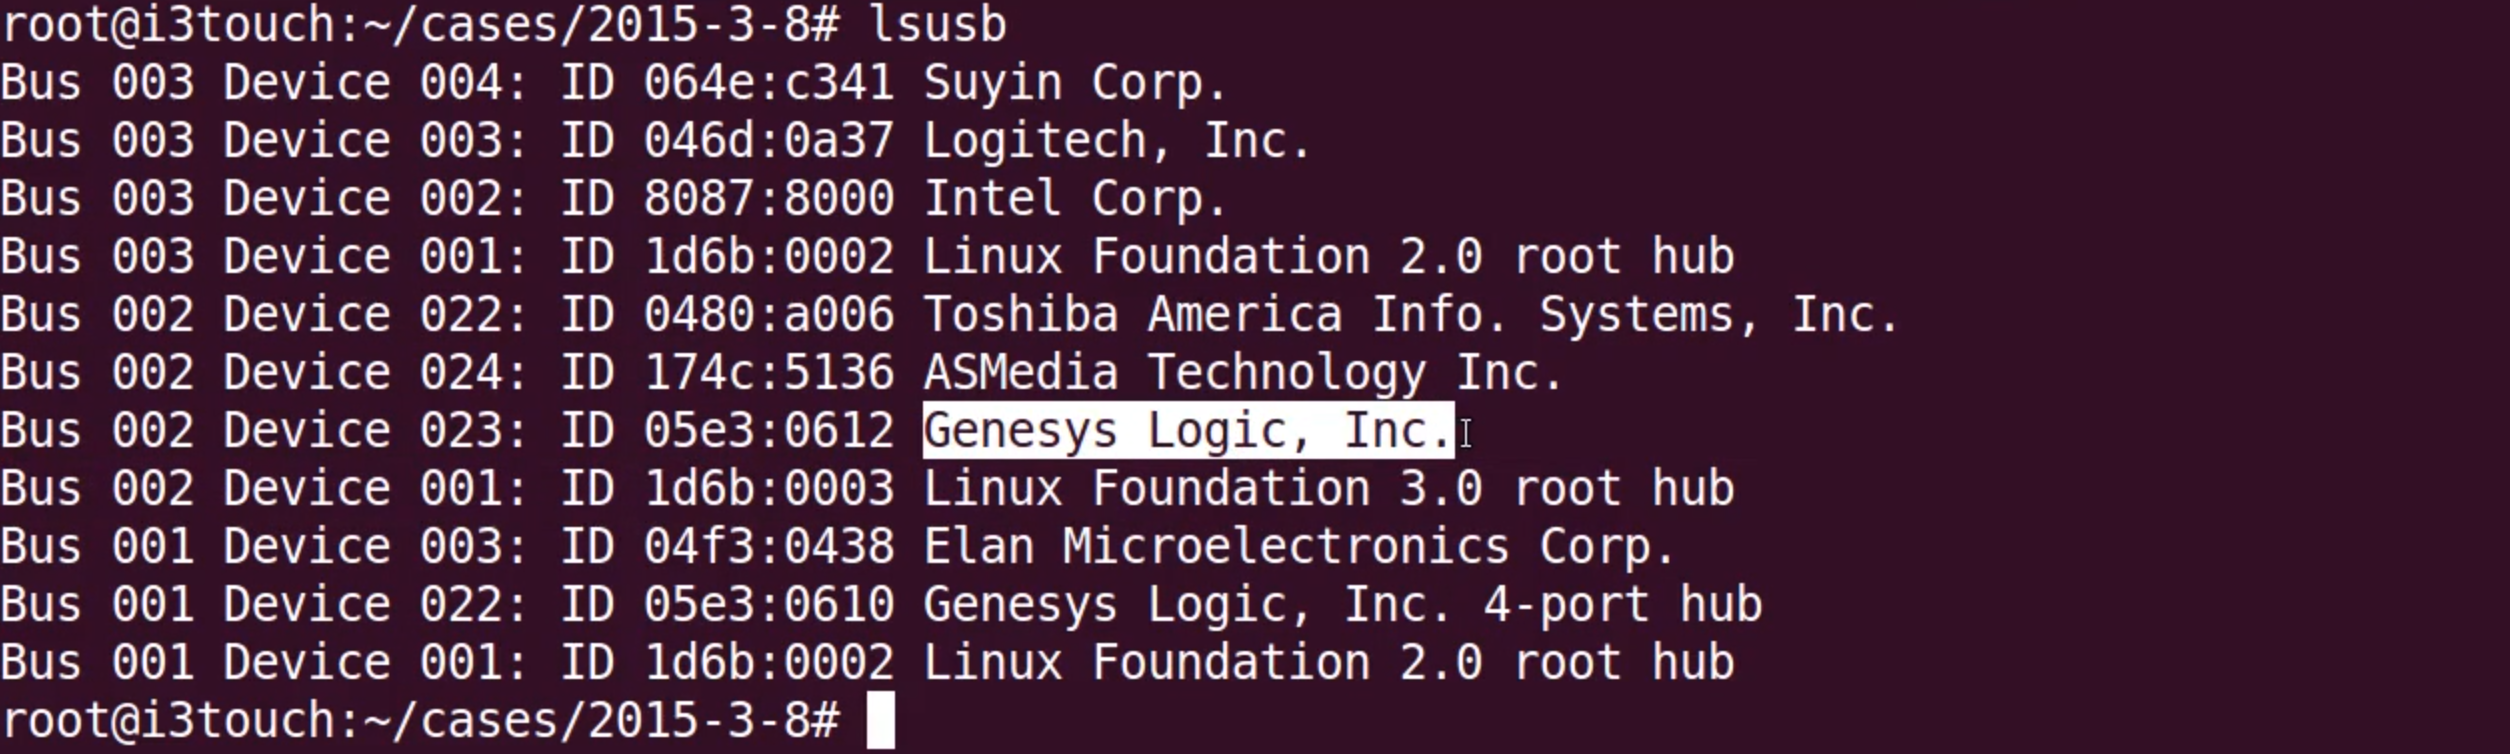 root@i3touch:~/cases/2015-3-8# lsusb
Bus 003 Device 004: ID 064e:c341 Suyin Corp.
Bus 003 Device 003: ID 046d:0a37 Logitech, Inc.
Bus 003 Device 002: ID 8087:8000 Intel Corp.
Bus 003 Device 001: ID 1d6b:0002 Linux Foundation 2.0 root hub
Bus 002 Device 022: ID 0480:a006 Toshiba America Info. Systems, Inc.
Bus 002 Device 024: ID 174c:5136 ASMedia Technology Inc.
Bus 002 Device 023: ID 05e3:0612 Genesys Logic, Inc.
Bus 002 Device 001: ID 1d6b:0003 Linux Foundation 3.0 root hub
Bus 001 Device 003: ID 04f3:0438 Elan Microelectronics Corp.
Bus 001 Device 022: ID 05e3:0610 Genesys Logic, Inc. 4-port hub
Bus 001 Device 001: ID 1d6b:0002 Linux Foundation 2.0 root hub
root@i3touch:~/cases/2015-3-8#